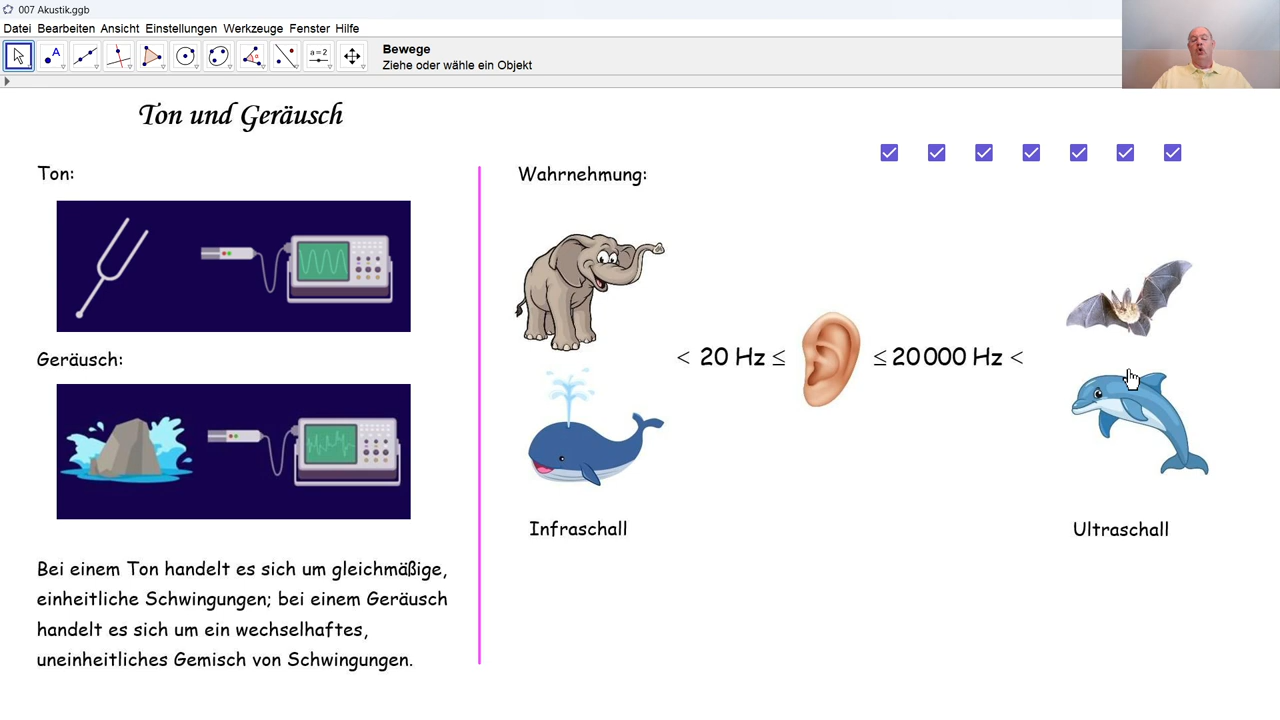 007 Akustik.ggb
Datei Bearbeiten Ansicht Einstellungen Werkzeuge Fenster Hilfe
A
a=2
Bewege
Ziehe oder wähle ein Objekt
Ton und Geräusch
Ton:
Geräusch:
Bei einem Ton handelt es sich um gleichmäßige,
einheitliche Schwingungen; bei einem Geräusch
handelt es sich um ein wechselhaftes,
uneinheitliches Gemisch von Schwingungen.
Wahrnehmung:
< 20 Hz ≤ ≤ 20 000 Hz <
Infraschall
Ultraschall